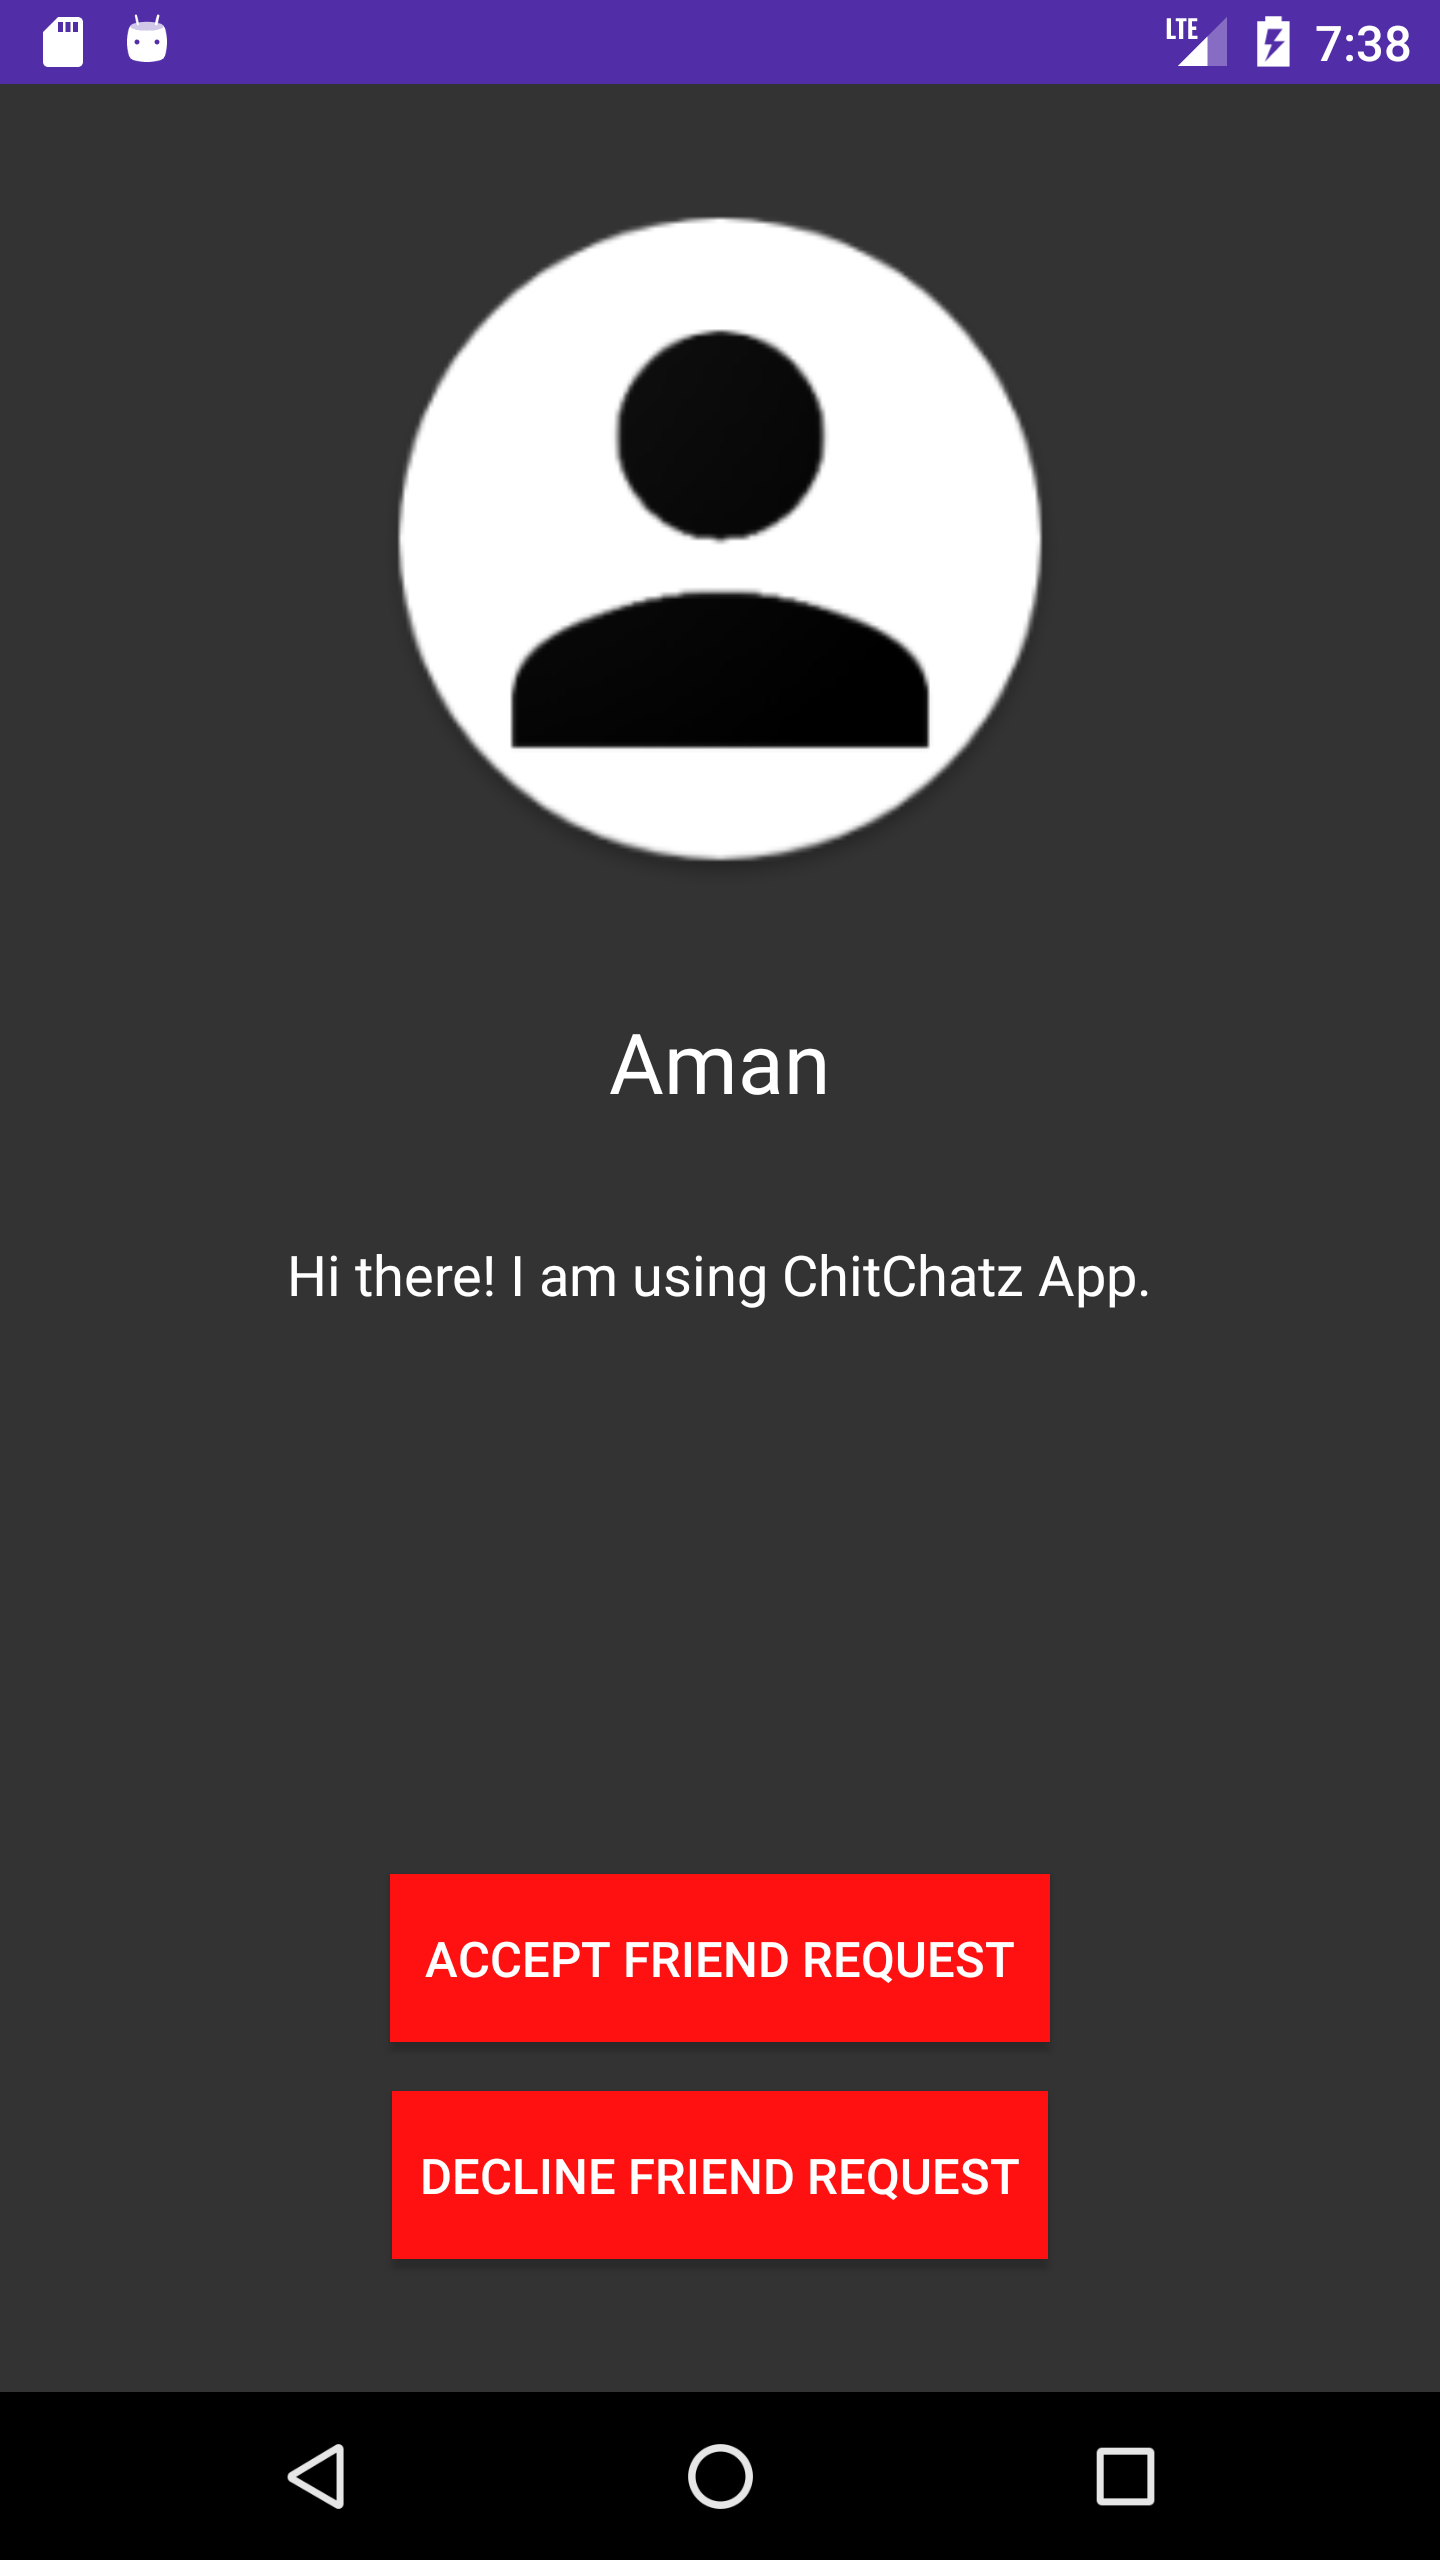 LTE 7:38
Aman
Hi there! I am using ChitChatz App.
ACCEPT FRIEND REQUEST
DECLINE FRIEND REQUEST